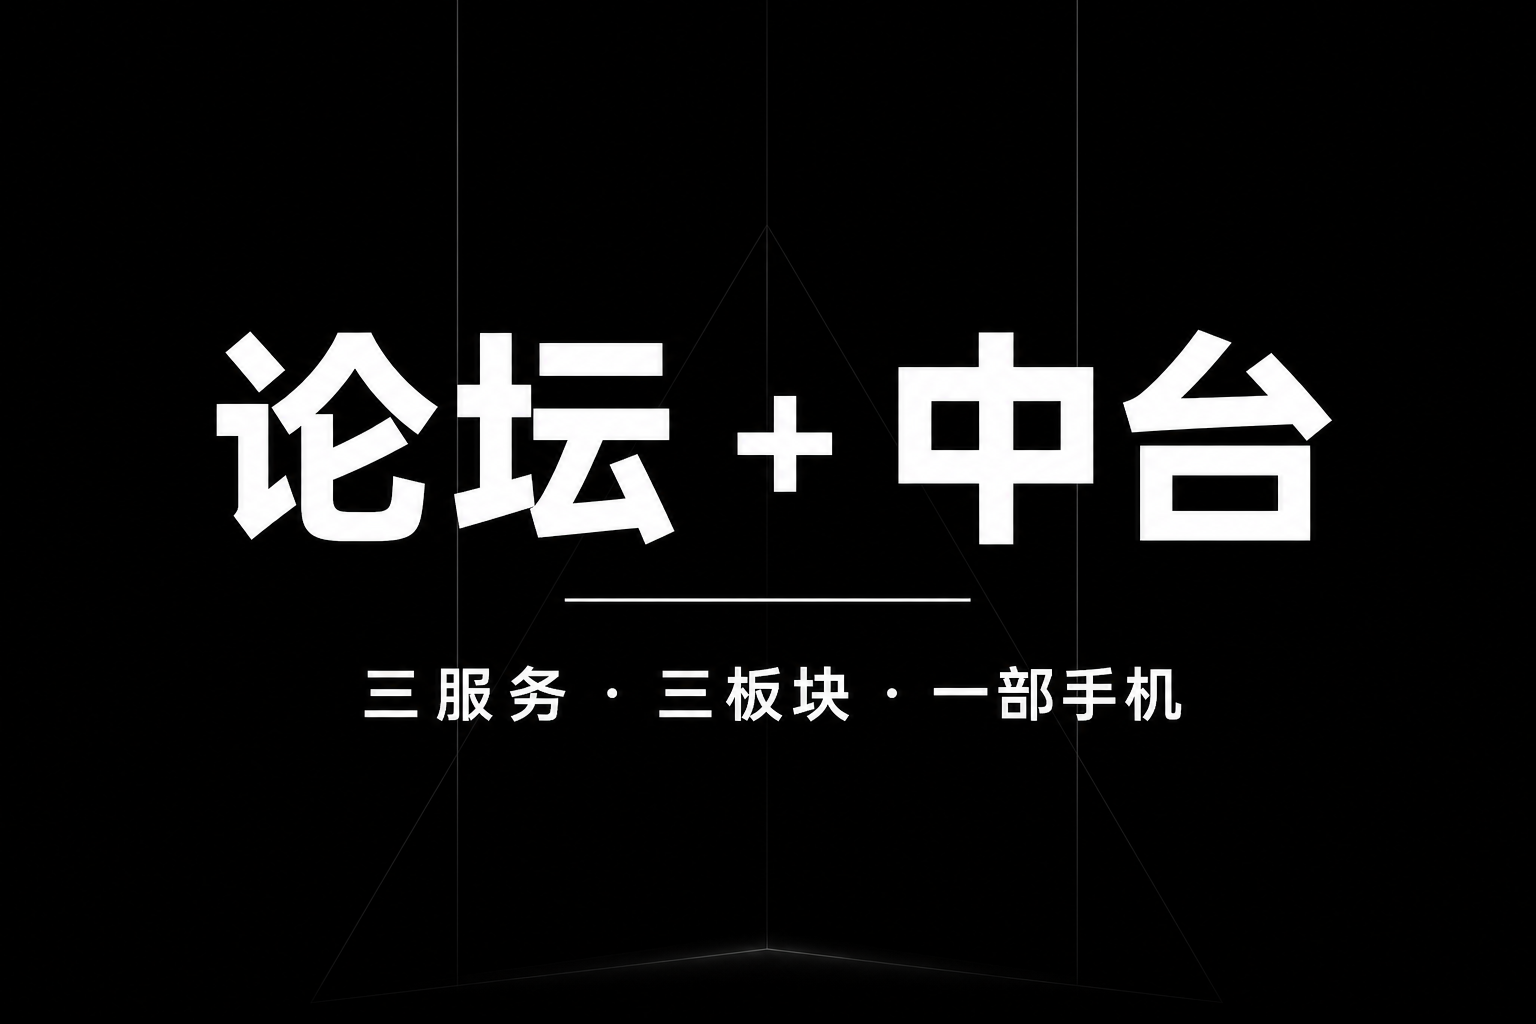 论坛 + 中台
三服务 · 三板块 · 一部手机